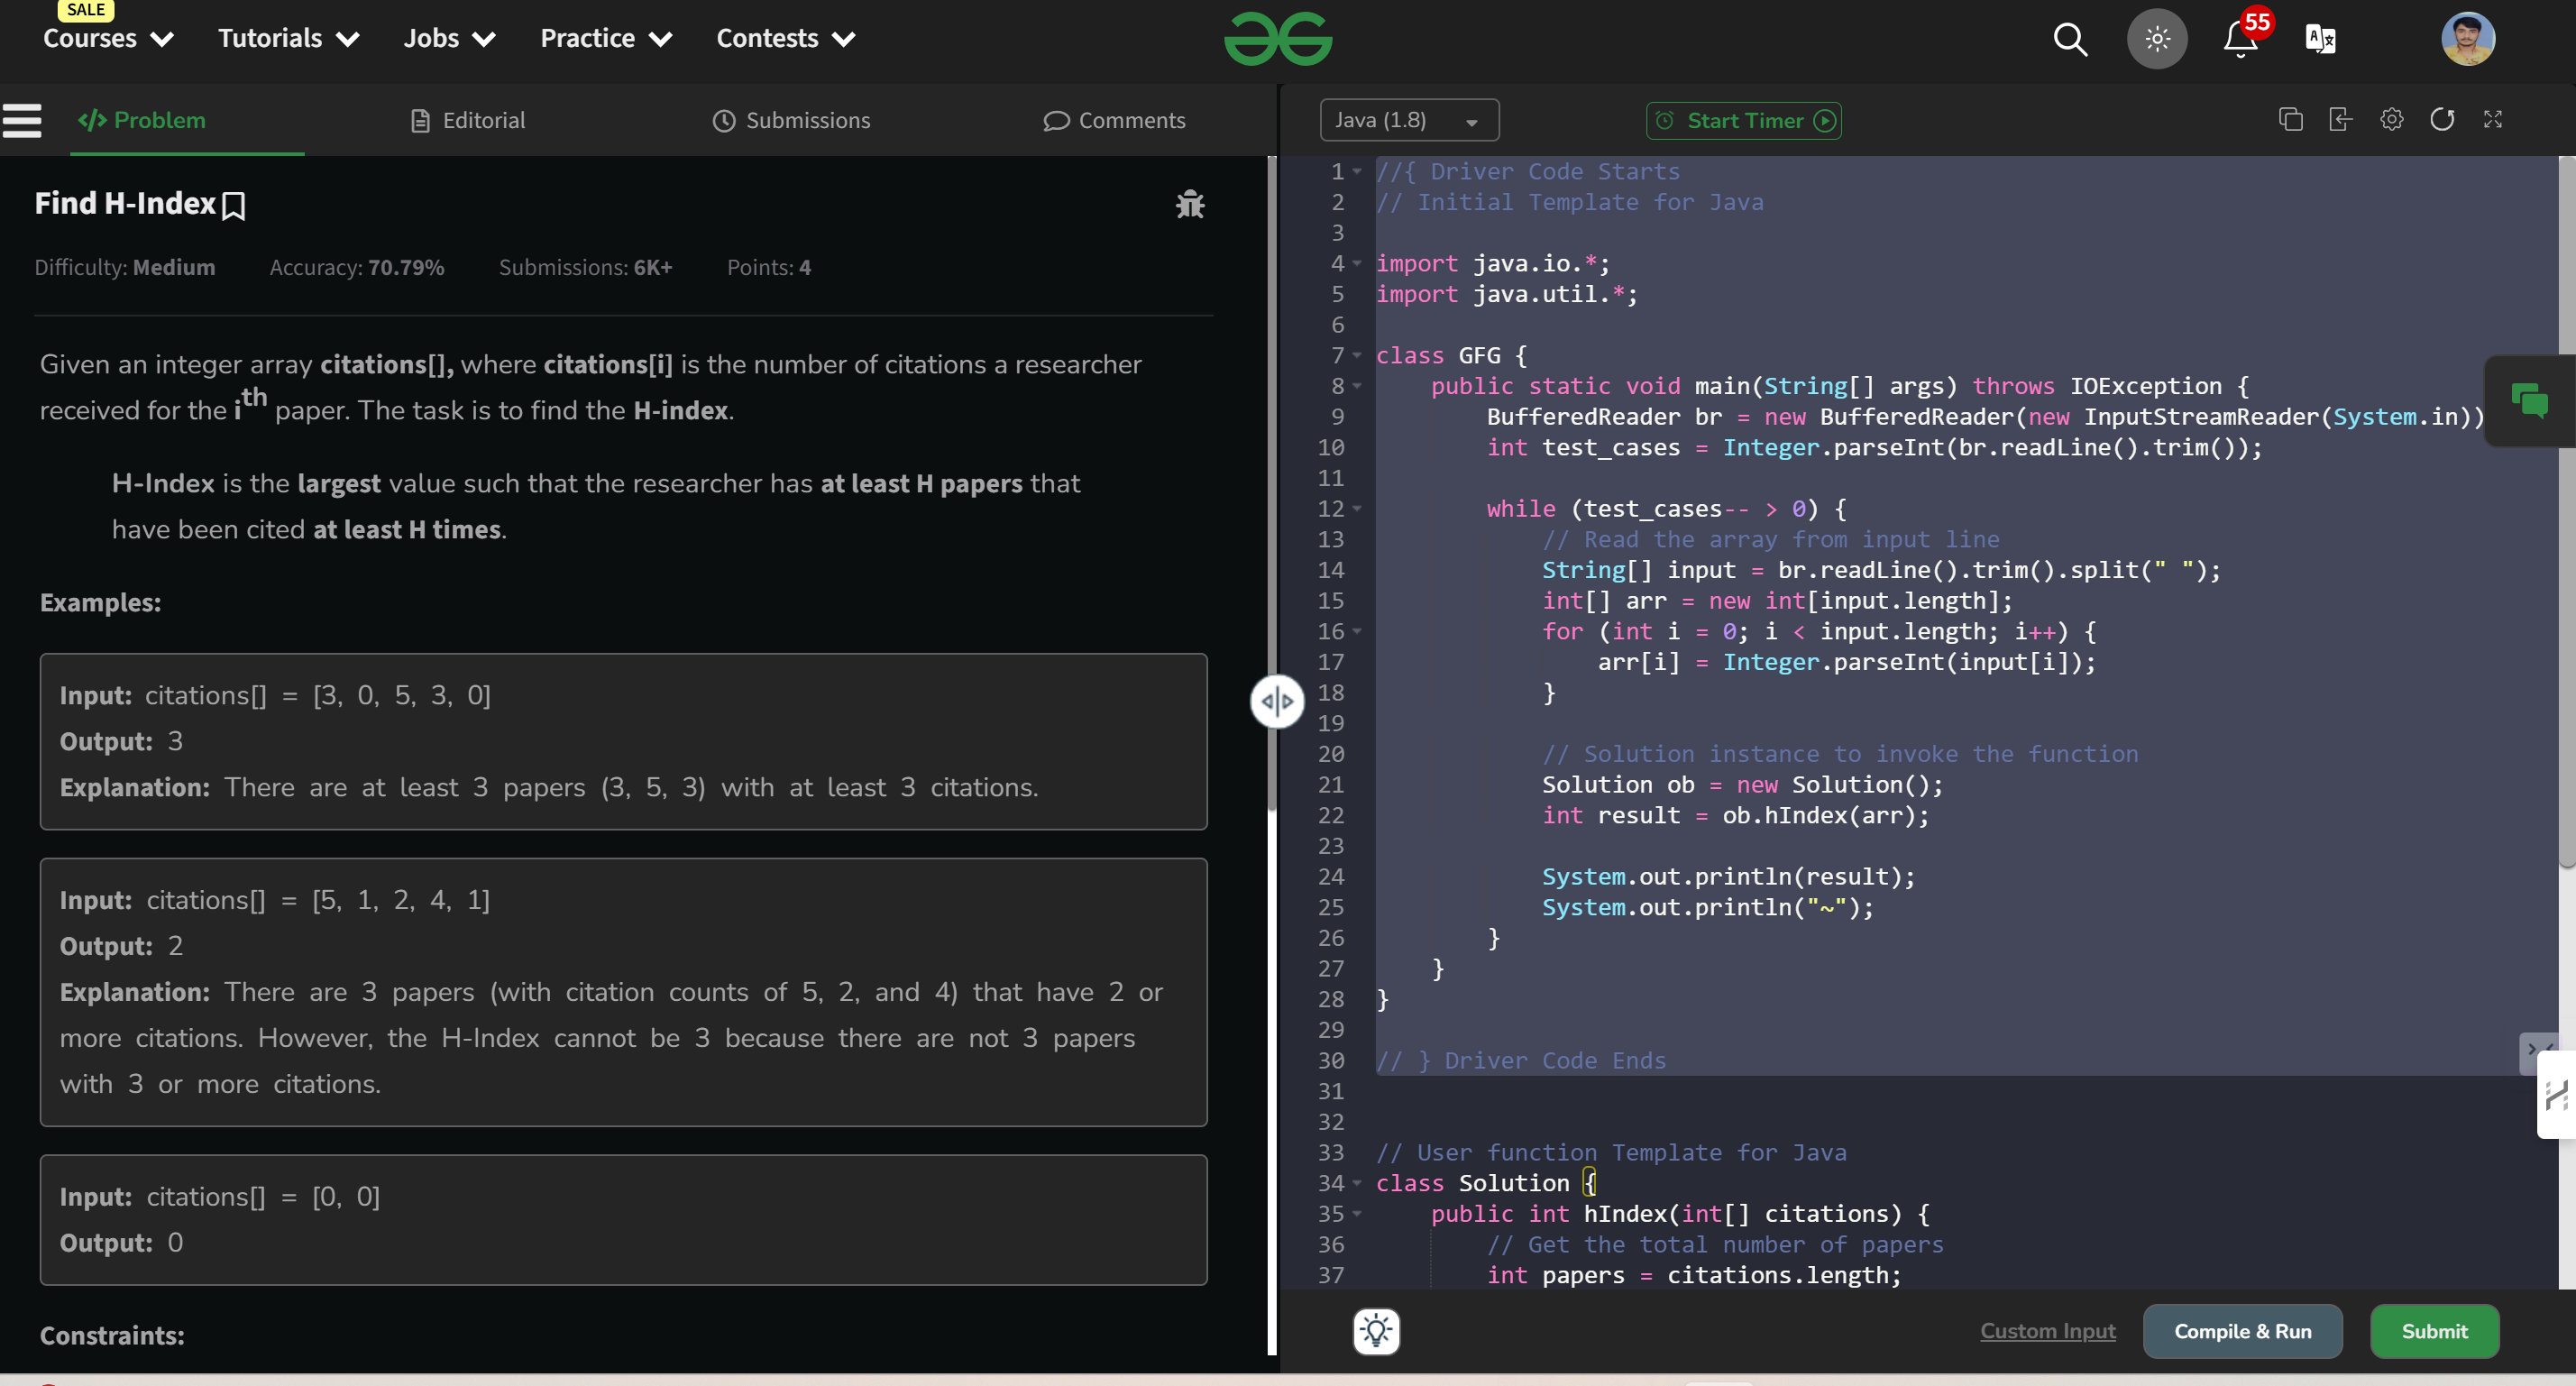 SALE
Courses Tutorials Jobs Practice Contests
55
Problem Editorial Submissions Comments
Find H-Index
Difficulty: Medium Accuracy: 70.79% Submissions: 6K+ Points: 4
Given an integer array citations[], where citations[i] is the number of citations a researcher
received for the ith paper. The task is to find the H-index.
H-Index is the largest value such that the researcher has at least H papers that
have been cited at least H times.
Examples:
Input: citations[] = [3, 0, 5, 3, 0]
Output: 3
Explanation: There are at least 3 papers (3, 5, 3) with at least 3 citations.
Input: citations[] = [5, 1, 2, 4, 1]
Output: 2
Explanation: There are 3 papers (with citation counts of 5, 2, and 4) that have 2 or
more citations. However, the H-Index cannot be 3 because there are not 3 papers
with 3 or more citations.
Input: citations[] = [0, 0]
Output: 0
Constraints:
Java (1.8) Start Timer
1 //{ Driver Code Starts
2 // Initial Template for Java
3
4 import java.io.*;
5 import java.util.*;
6
7 class GFG {
8 public static void main(String[] args) throws IOException {
9 BufferedReader br = new BufferedReader(new InputStreamReader(System.in))
10 int test_cases = Integer.parseInt(br.readLine().trim());
11
12 while (test_cases-- > 0) {
13 // Read the array from input line
14 String[] input = br.readLine().trim().split(" ");
15 int[] arr = new int[input.length];
16 for (int i = 0; i < input.length; i++) {
17 arr[i] = Integer.parseInt(input[i]);
18 }
19
20 // Solution instance to invoke the function
21 Solution ob = new Solution();
22 int result = ob.hIndex(arr);
23
24 System.out.println(result);
25 System.out.println("~");
26 }
27 }
28 }
29
30 // } Driver Code Ends
31
32
33 // User function Template for Java
34 class Solution {
35 public int hIndex(int[] citations) {
36 // Get the total number of papers
37 int papers = citations.length;
Custom Input Compile & Run Submit